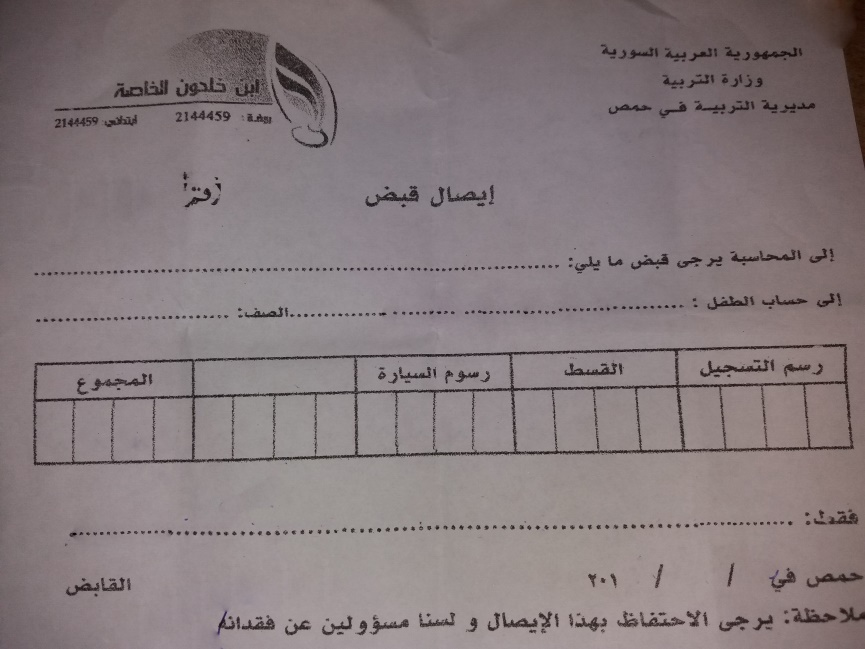 الجمهورية العربية السورية
وزارة التربية
مديرية التربية في حمص
ابن خلدون الخاصة
روضة: 2144459 ابتدائي: 2144459
إيصال قبض
إلى المحاسبة يرجى قبض ما يلي: ........................................
إلى حساب الطفل : ........................................ الصف: ....................
رسم التسجيل القسط رسوم السيارة المجموع
فقط: ........................................
حمص في / / ٢٠١
القابض
ملاحظة: يرجى الاحتفاظ بهذا الإيصال و لسنا مسؤولين عن فقدانه